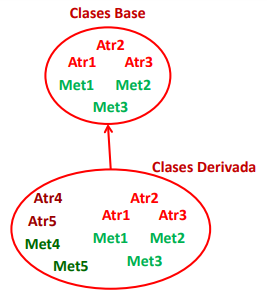 Clases Base
Atr2
Atr1 Atr3
Met1 Met2
Met3
Clases Derivada
Atr4 Atr2
Atr5 Atr1 Atr3
Met4 Met1 Met2
Met5 Met3